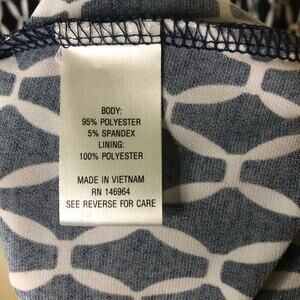 BODY:
95% POLYESTER
5% SPANDEX
LINING:
100% POLYESTER
MADE IN VIETNAM
RN 146964
SEE REVERSE FOR CARE